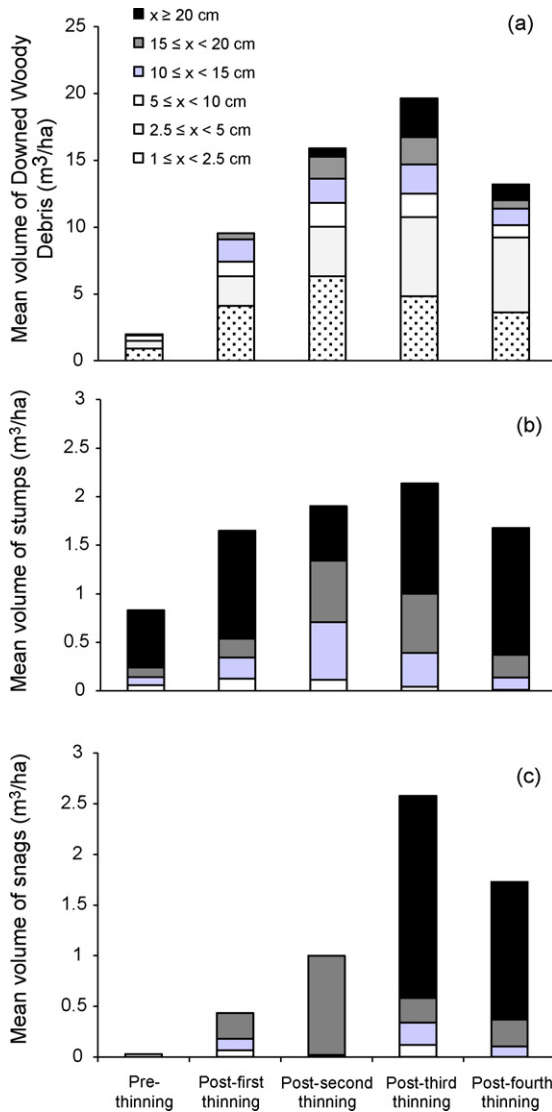 (a)
x ≥ 20 cm
15 ≤ x < 20 cm
10 ≤ x < 15 cm
5 ≤ x < 10 cm
2.5 ≤ x < 5 cm
1 ≤ x < 2.5 cm
Mean volume of Downed Woody
Debris (m³/ha)
25
20
15
10
5
0
(b)
Mean volume of stumps (m³/ha)
3
2.5
2
1.5
1
0.5
0
(c)
Mean volume of snags (m³/ha)
3
2.5
2
1.5
1
0.5
0
Pre-
thinning
Post-first
thinning
Post-second
thinning
Post-third
thinning
Post-fourth
thinning